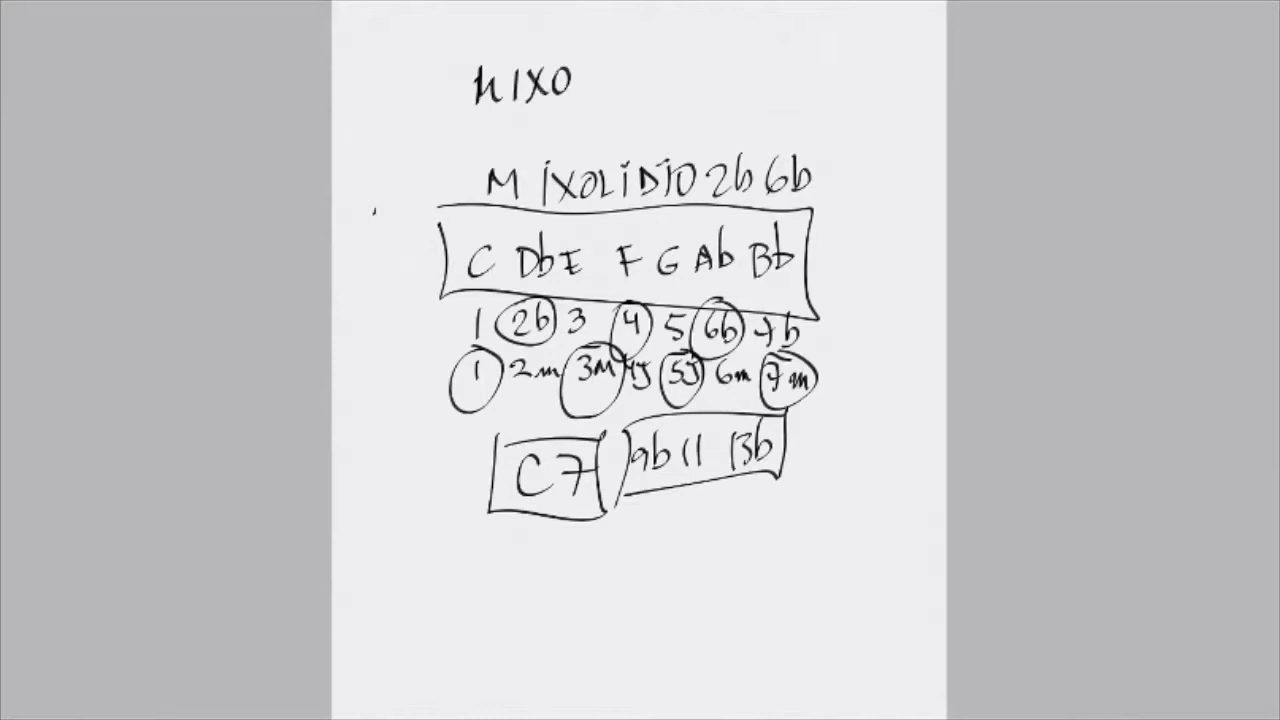 MIXO
MIXOLIDIO 2b 6b
C Db E F G Ab Bb
1 2b 3 4 5 6b 7b
1 2m 3M 4J 5J 6m 7m
C7 9b 11 13b